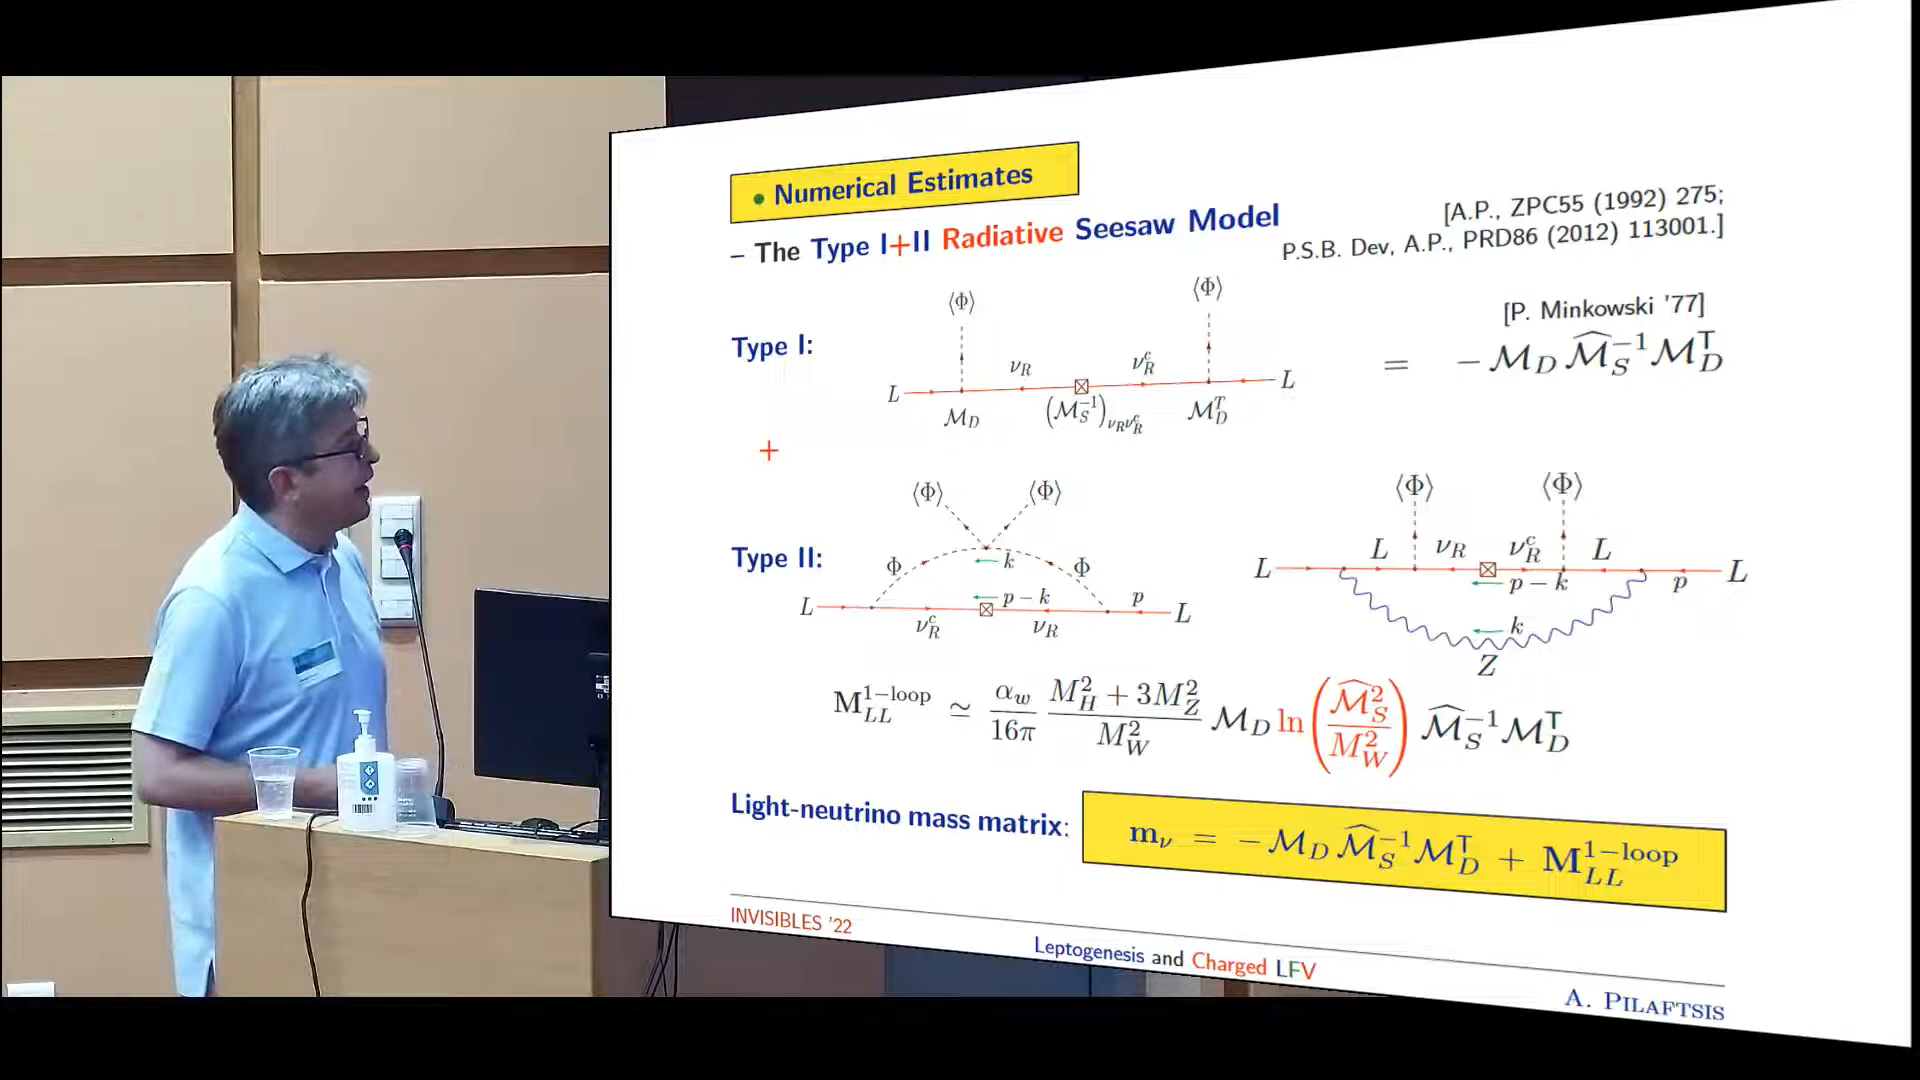 • Numerical Estimates
– The Type I+II Radiative Seesaw Model
[A.P., ZPC55 (1992) 275;
P.S.B. Dev, A.P., PRD86 (2012) 113001.]
Type I:
⟨Φ⟩ ⟨Φ⟩
L ν_R ν_R^c L
M_D (M_S^{-1})_{ν_R ν_R^c} M_D^T
[P. Minkowski '77]
= − M_D \widehat{M}_S^{-1} M_D^T
+
Type II:
⟨Φ⟩ ⟨Φ⟩
Φ ← k Φ
L ← p − k p L
ν_R^c ν_R
⟨Φ⟩ ⟨Φ⟩
L L ν_R ν_R^c L L
← p − k p
← k
Z
M_{LL}^{1−loop} ≃ \frac{α_w}{16π} \frac{M_H^2 + 3M_Z^2}{M_W^2} M_D ln(\frac{\widehat{M}_S^2}{M_W^2}) \widehat{M}_S^{-1} M_D^T
Light-neutrino mass matrix:
m_ν = − M_D \widehat{M}_S^{-1} M_D^T + M_{LL}^{1−loop}
INVISIBLES '22
Leptogenesis and Charged LFV
A. PILAFTSIS